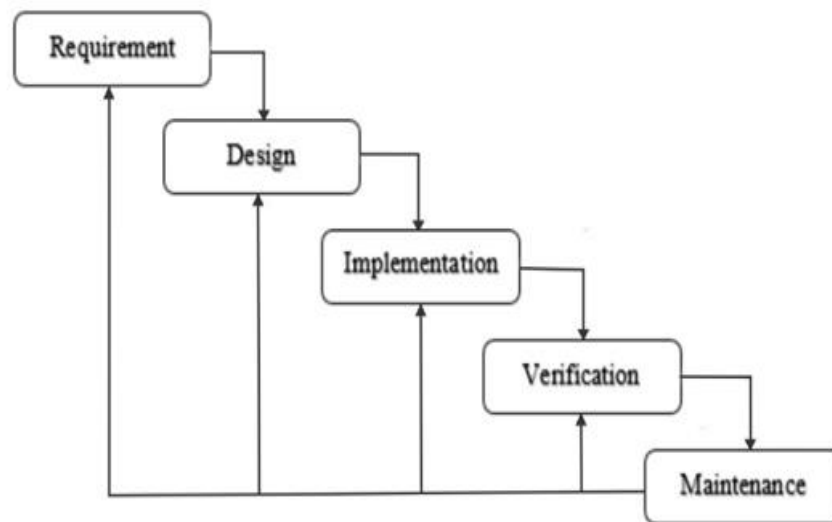 Requirement
Design
Implementation
Verification
Maintenance